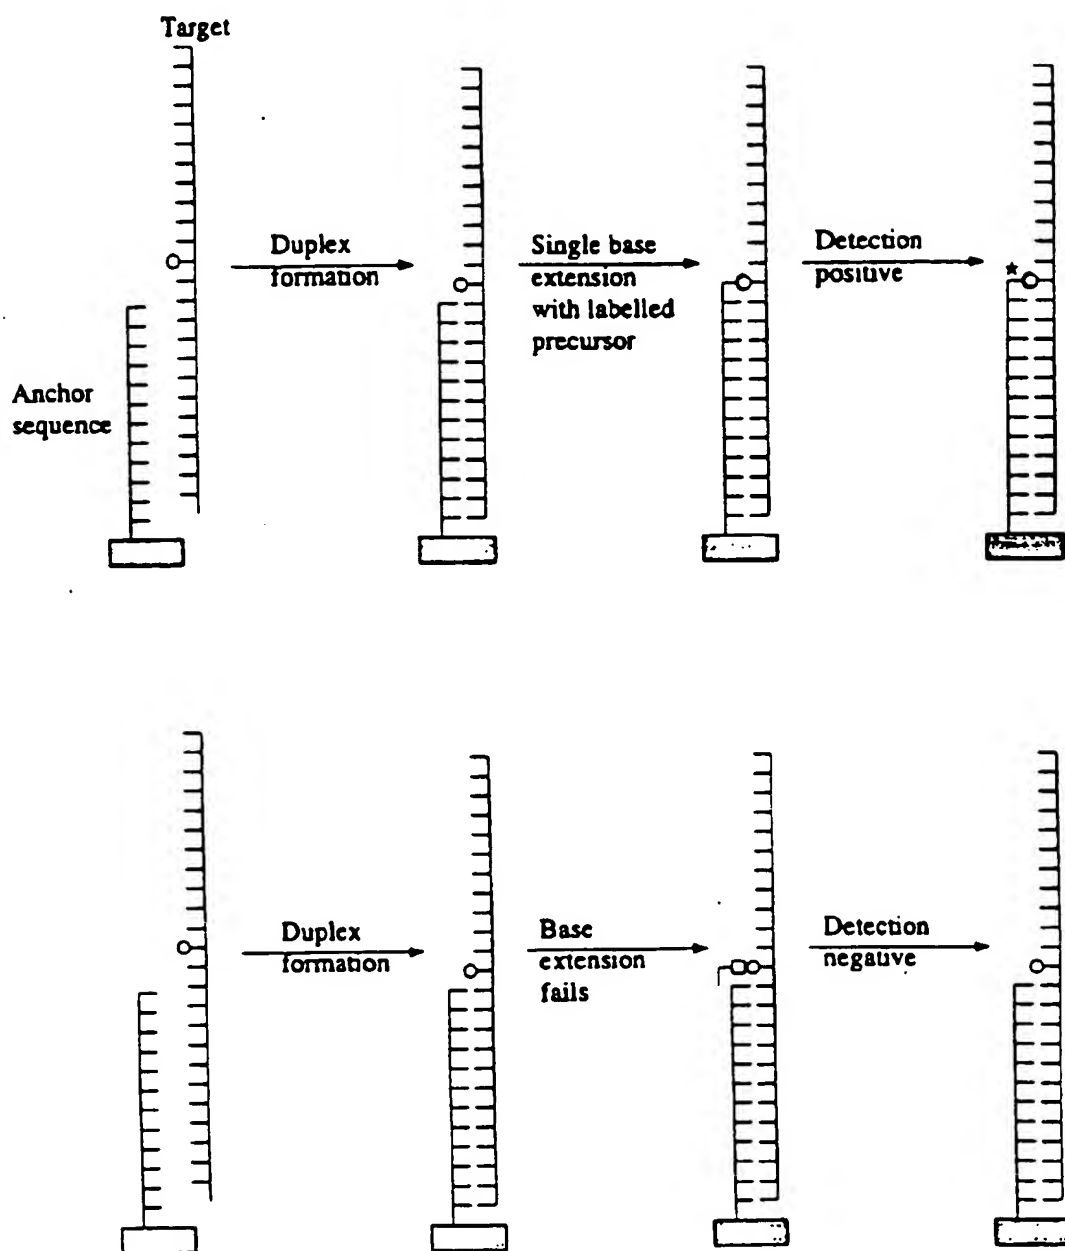 Target
Duplex
formation
Single base
extension
with labelled
precursor
Detection
positive
Anchor
sequence
Duplex
formation
Base
extension
fails
Detection
negative